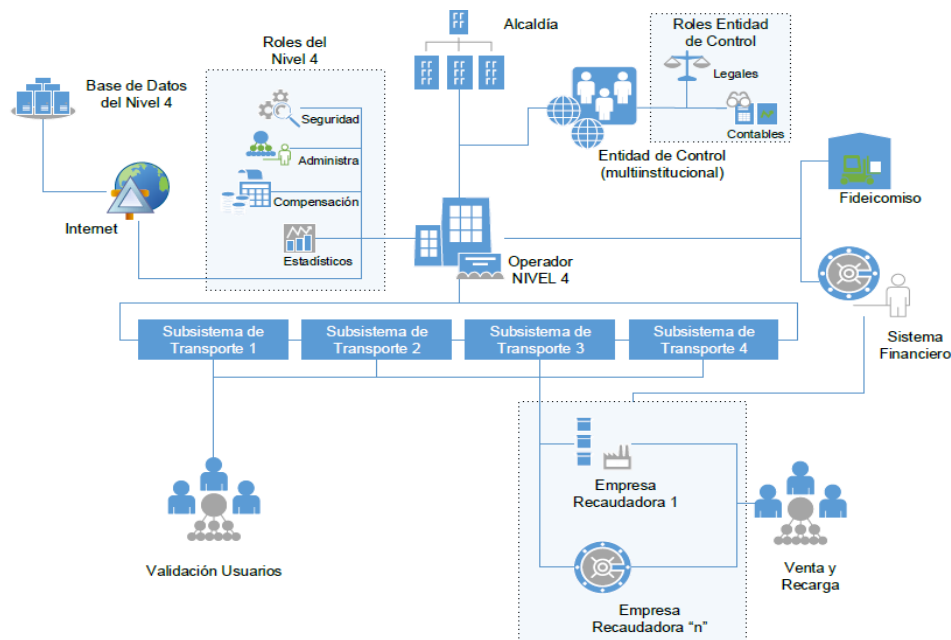 Alcaldía
Roles Entidad
de Control
Legales
Contables
Roles del
Nivel 4
Seguridad
Administra
Compensación
Estadísticos
Base de Datos
del Nivel 4
Internet
Entidad de Control
(multiinstitucional)
Fideicomiso
Operador
NIVEL 4
Sistema
Financiero
Subsistema de
Transporte 1
Subsistema de
Transporte 2
Subsistema de
Transporte 3
Subsistema de
Transporte 4
Empresa
Recaudadora 1
Validación Usuarios
Venta y
Recarga
Empresa
Recaudadora “n”